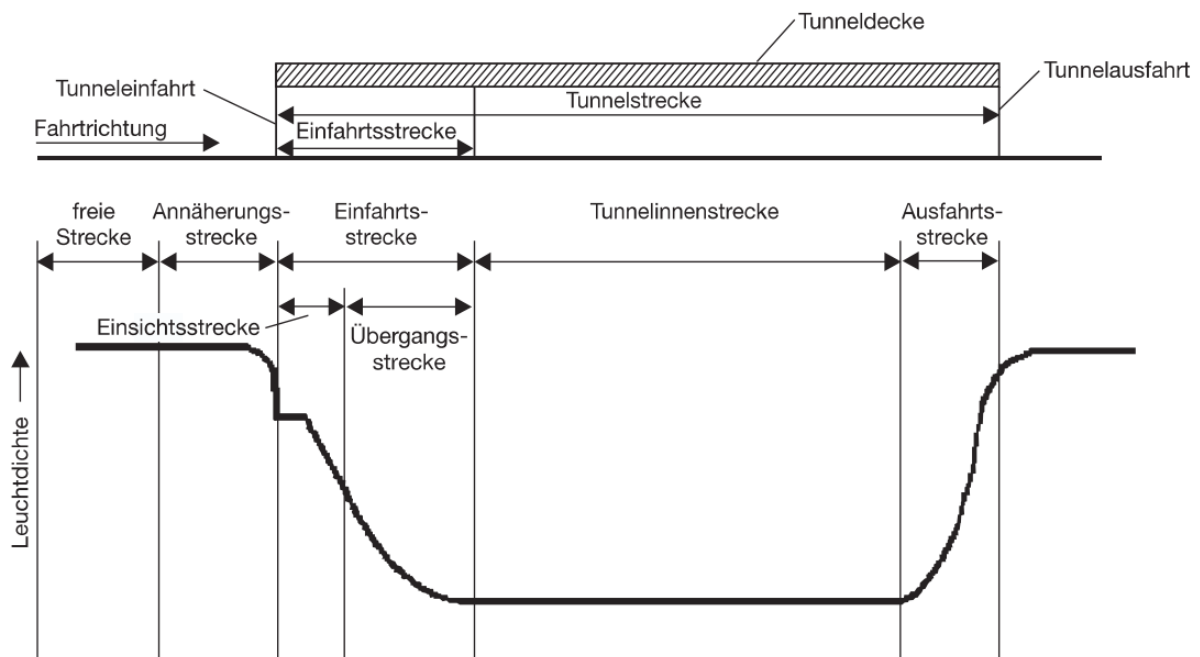 Tunneldecke
Tunneleinfahrt
Tunnelausfahrt
Tunnelstrecke
Fahrtrichtung
Einfahrtsstrecke
freie
Strecke
Annäherungs-
strecke
Einfahrts-
strecke
Tunnelinnenstrecke
Ausfahrts-
strecke
Einsichtsstrecke
Übergangs-
strecke
Leuchtdichte